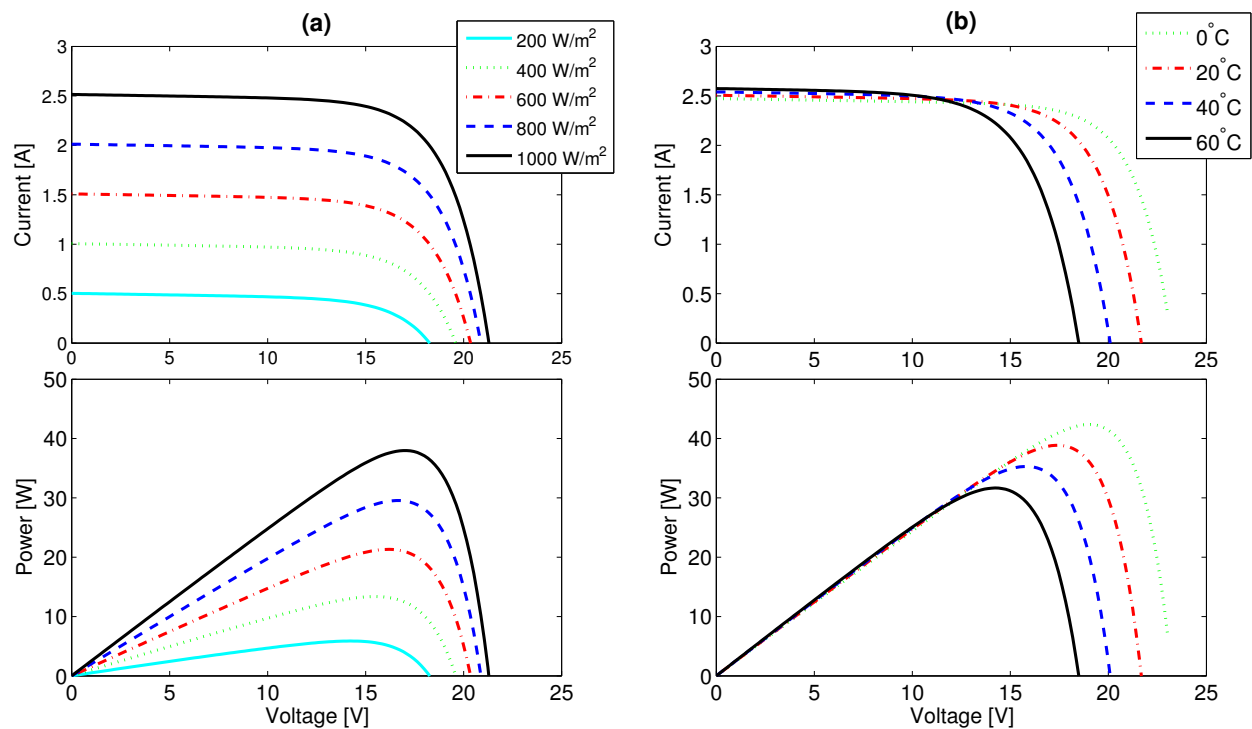 (a)
200 W/m²
400 W/m²
600 W/m²
800 W/m²
1000 W/m²
Current [A]
3
2.5
2
1.5
1
0.5
0
0 5 10 15 20 25
Power [W]
50
40
30
20
10
0
0 5 10 15 20 25
Voltage [V]
(b)
0°C
20°C
40°C
60°C
Current [A]
3
2.5
2
1.5
1
0.5
0
0 5 10 15 20 25
Power [W]
50
40
30
20
10
0
0 5 10 15 20 25
Voltage [V]